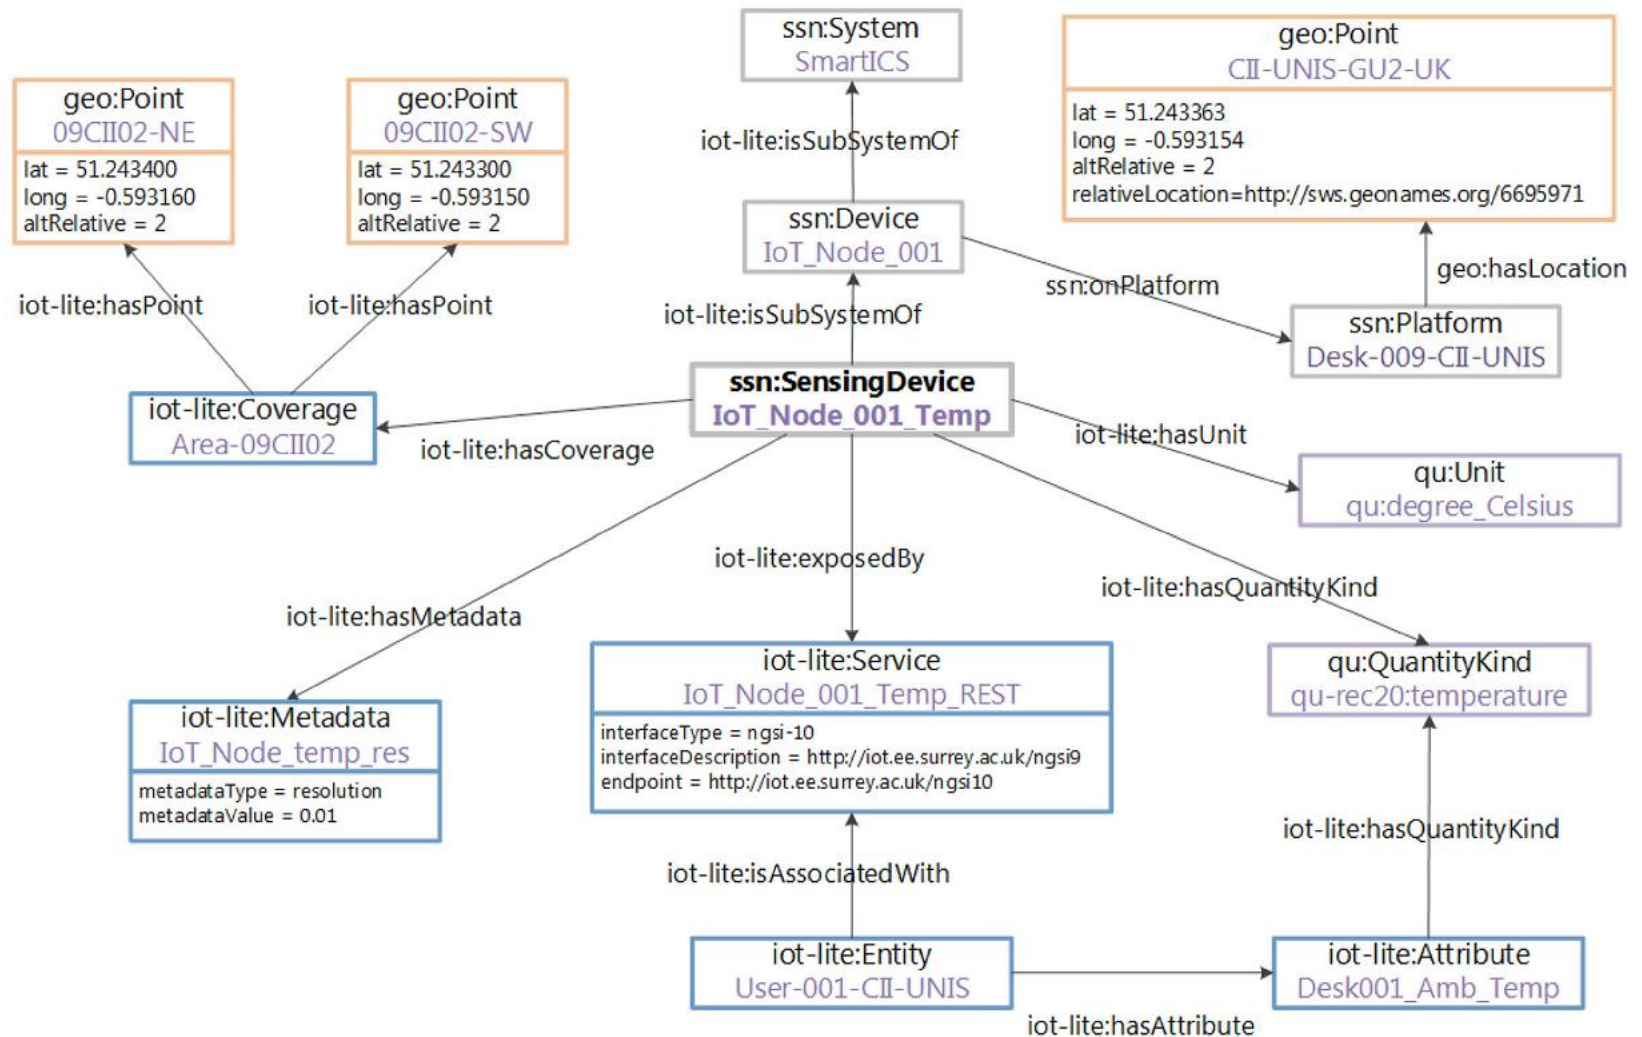 ssn:System
SmartICS
geo:Point
CII-UNIS-GU2-UK
lat = 51.243363
long = -0.593154
altRelative = 2
relativeLocation=http://sws.geonames.org/6695971
geo:Point
09CII02-NE
lat = 51.243400
long = -0.593160
altRelative = 2
geo:Point
09CII02-SW
lat = 51.243300
long = -0.593150
altRelative = 2
iot-lite:isSubSystemOf
ssn:Device
IoT_Node_001
ssn:onPlatform
geo:hasLocation
iot-lite:hasPoint
iot-lite:hasPoint
iot-lite:isSubSystemOf
ssn:Platform
Desk-009-CII-UNIS
ssn:SensingDevice
IoT_Node_001_Temp
iot-lite:Coverage
Area-09CII02
iot-lite:hasCoverage
iot-lite:hasUnit
qu:Unit
qu:degree_Celsius
iot-lite:exposedBy
iot-lite:hasQuantityKind
iot-lite:hasMetadata
iot-lite:Service
IoT_Node_001_Temp_REST
interfaceType = ngsi-10
interfaceDescription = http://iot.ee.surrey.ac.uk/ngsi9
endpoint = http://iot.ee.surrey.ac.uk/ngsi10
qu:QuantityKind
qu-rec20:temperature
iot-lite:Metadata
IoT_Node_temp_res
metadataType = resolution
metadataValue = 0.01
iot-lite:hasQuantityKind
iot-lite:isAssociatedWith
iot-lite:Entity
User-001-CII-UNIS
iot-lite:hasAttribute
iot-lite:Attribute
Desk001_Amb_Temp